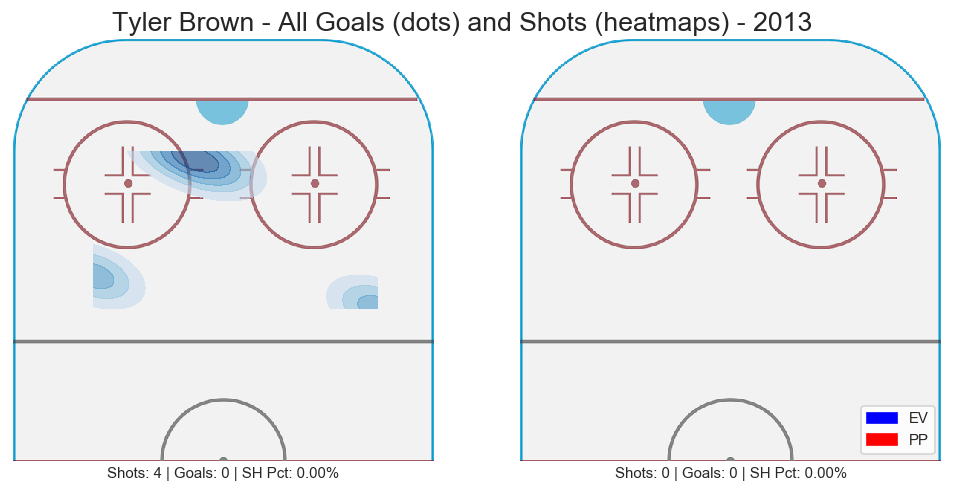 Tyler Brown - All Goals (dots) and Shots (heatmaps) - 2013
EV
PP
Shots: 4 | Goals: 0 | SH Pct: 0.00%
Shots: 0 | Goals: 0 | SH Pct: 0.00%